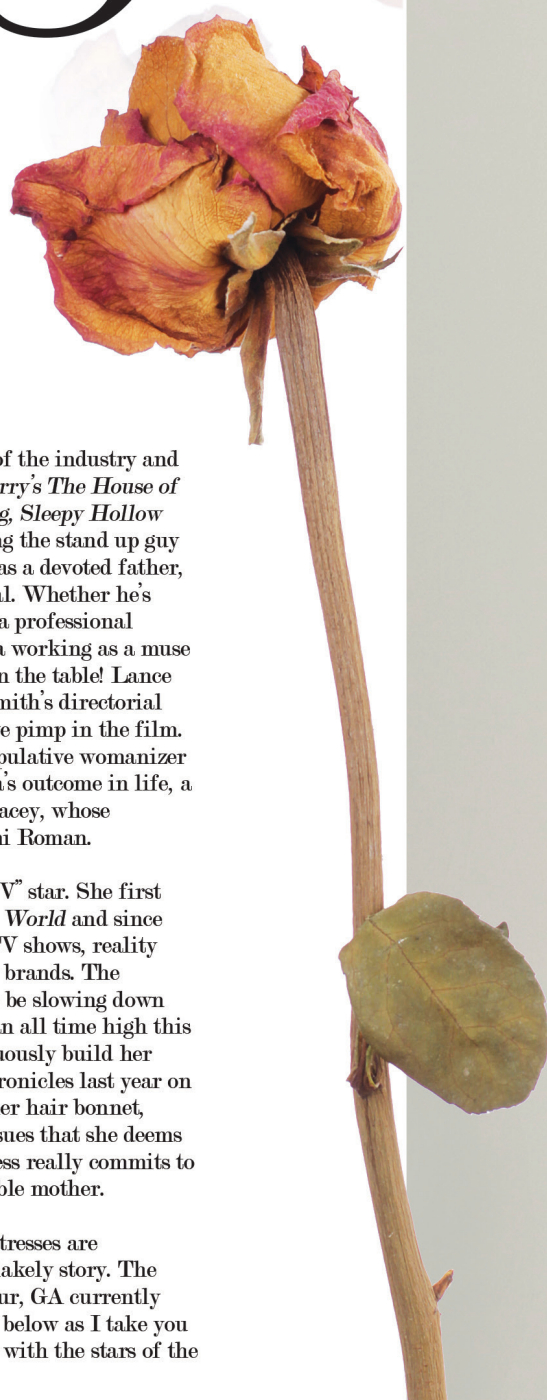 of the industry and
rry's The House of
g, Sleepy Hollow
ng the stand up guy
as a devoted father,
al. Whether he's
a professional
a working as a muse
n the table! Lance
mith's directorial
e pimp in the film.
pulative womanizer
a's outcome in life, a
acey, whose
ni Roman.
V" star. She first
World and since
TV shows, reality
brands. The
be slowing down
an all time high this
uously build her
ronicles last year on
er hair bonnet,
sues that she deems
ess really commits to
ble mother.
tresses are
akely story. The
ur, GA currently
below as I take you
with the stars of the